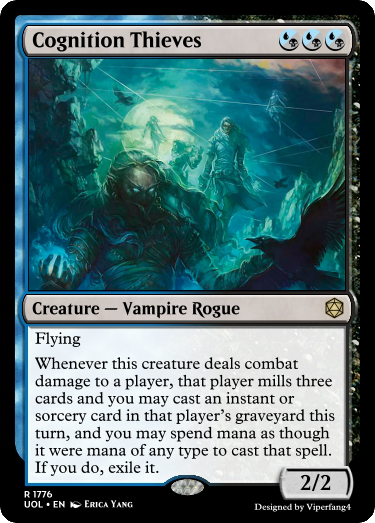 Cognition Thieves
Creature — Vampire Rogue
Flying
Whenever this creature deals combat
damage to a player, that player mills three
cards and you may cast an instant or
sorcery card in that player's graveyard this
turn, and you may spend mana as though
it were mana of any type to cast that spell.
If you do, exile it.
2/2
R 1776
UOL • EN Erica Yang
Designed by Viperfang4